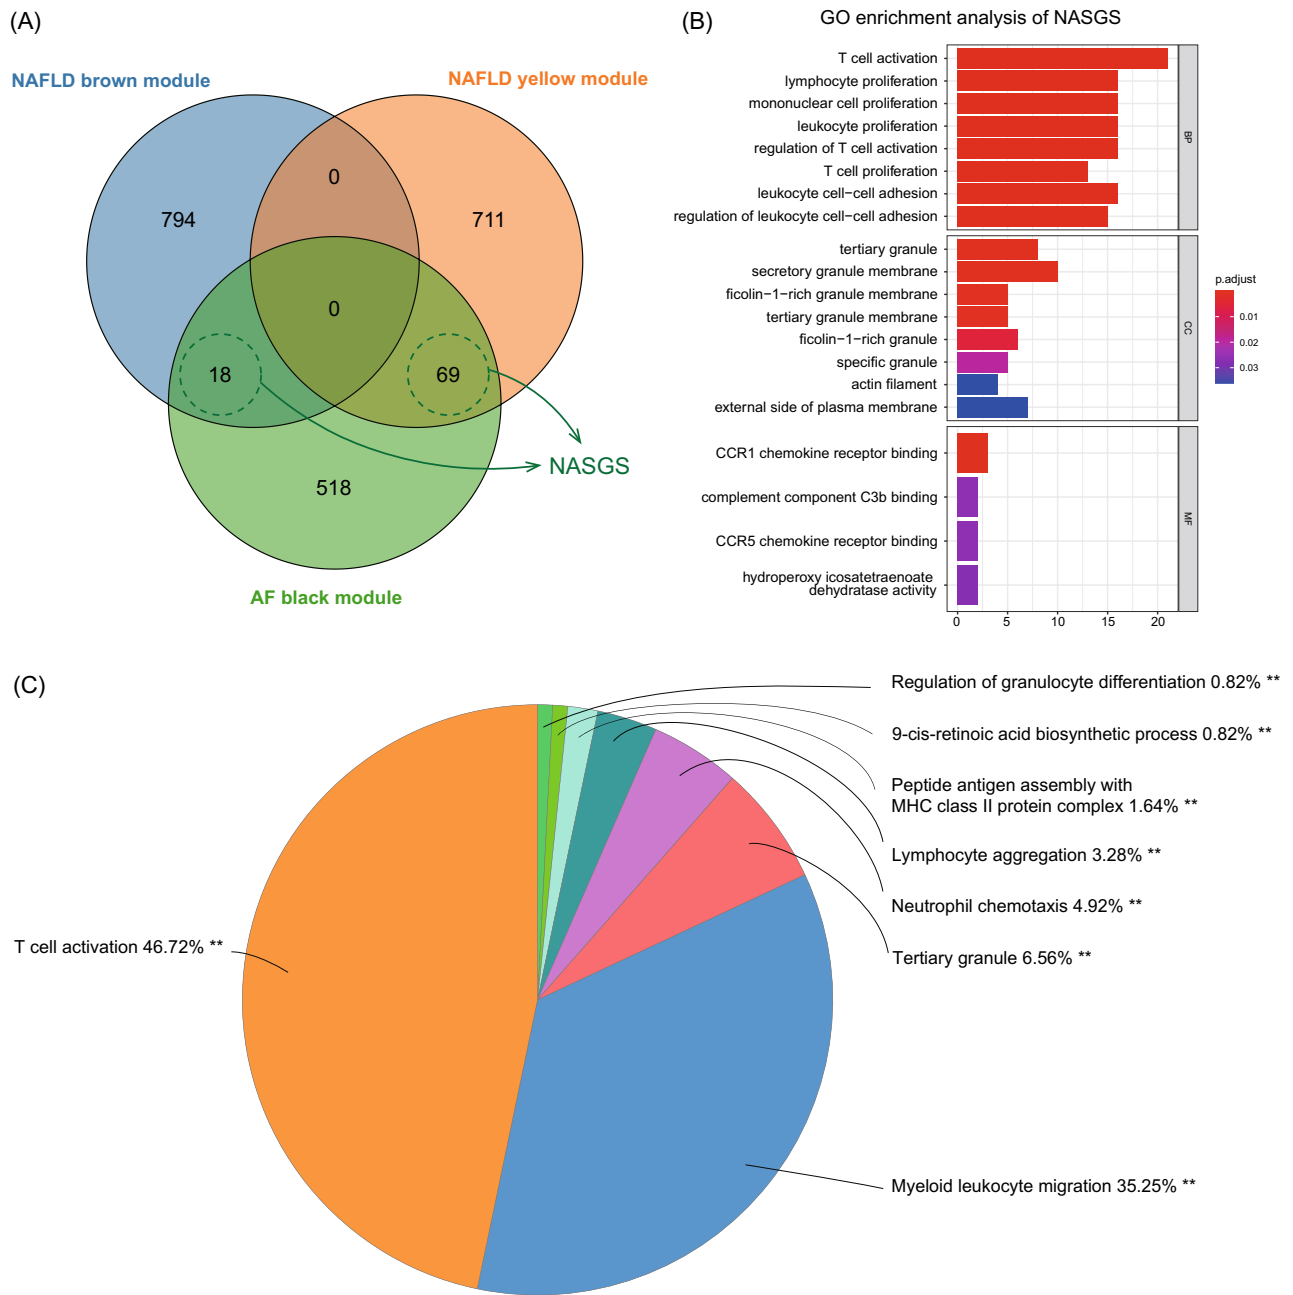 (A)
NAFLD brown module
NAFLD yellow module
0
794
711
0
18
69
NASGS
518
AF black module
(B)
GO enrichment analysis of NASGS
T cell activation
lymphocyte proliferation
mononuclear cell proliferation
leukocyte proliferation
regulation of T cell activation
T cell proliferation
leukocyte cell−cell adhesion
regulation of leukocyte cell−cell adhesion
BP
tertiary granule
secretory granule membrane
ficolin−1−rich granule membrane
tertiary granule membrane
ficolin−1−rich granule
specific granule
actin filament
external side of plasma membrane
CC
CCR1 chemokine receptor binding
complement component C3b binding
CCR5 chemokine receptor binding
hydroperoxy icosatetraenoate
dehydratase activity
MF
0 5 10 15 20
p.adjust
0.01
0.02
0.03
(C)
Regulation of granulocyte differentiation 0.82% **
9-cis-retinoic acid biosynthetic process 0.82% **
Peptide antigen assembly with
MHC class II protein complex 1.64% **
Lymphocyte aggregation 3.28% **
Neutrophil chemotaxis 4.92% **
Tertiary granule 6.56% **
T cell activation 46.72% **
Myeloid leukocyte migration 35.25% **